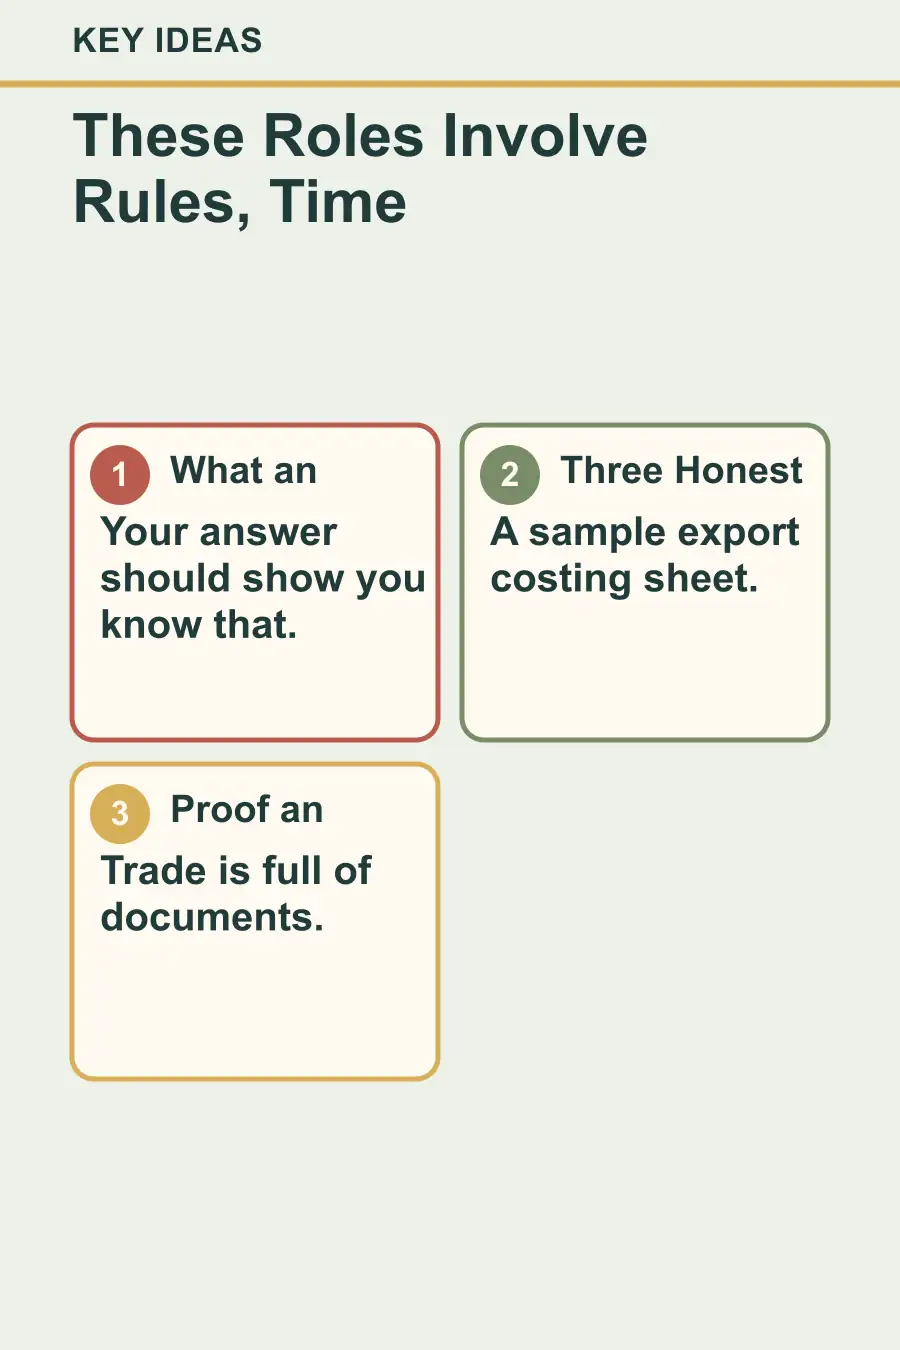 KEY IDEAS
These Roles Involve
Rules, Time
1
What an
Your answer
should show you
know that.
2
Three Honest
A sample export
costing sheet.
3
Proof an
Trade is full of
documents.